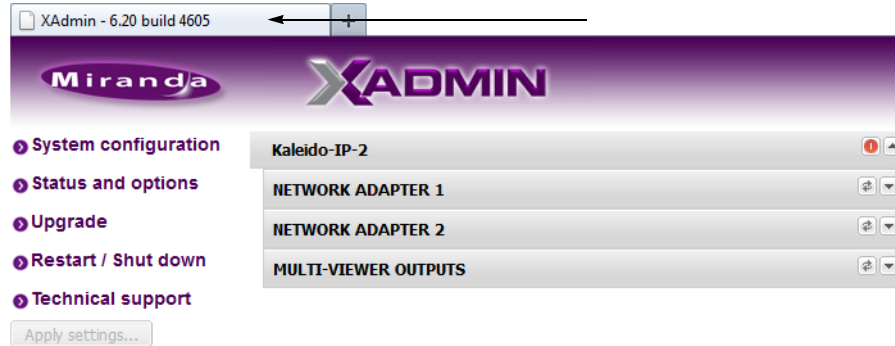 XAdmin - 6.20 build 4605
Miranda
XADMIN
System configuration
Status and options
Upgrade
Restart / Shut down
Technical support
Apply settings...
Kaleido-IP-2
NETWORK ADAPTER 1
NETWORK ADAPTER 2
MULTI-VIEWER OUTPUTS